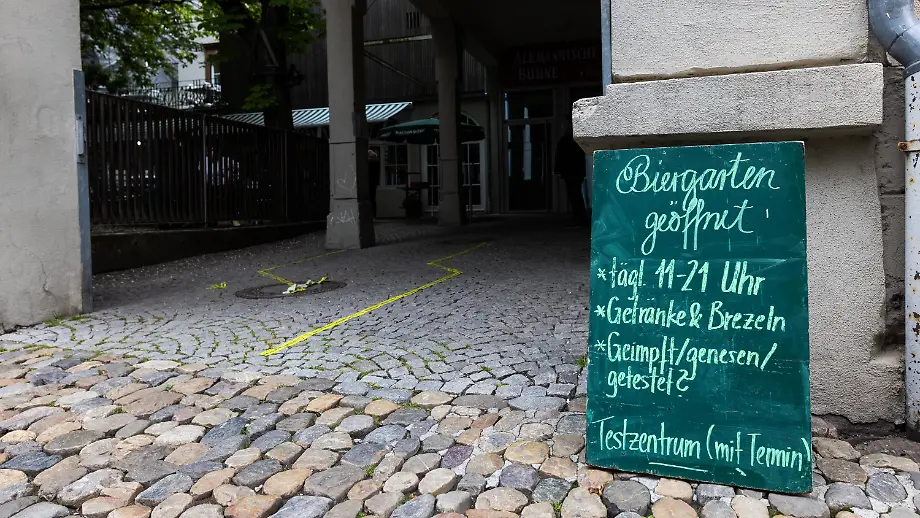 ALEMANNISCHE
BÜHNE
Biergarten
geöffnet
*tägl. 11-21 Uhr
*Getränke & Brezeln
*Geimpft/genesen/
getestet?
Testzentrum (mit Termin)